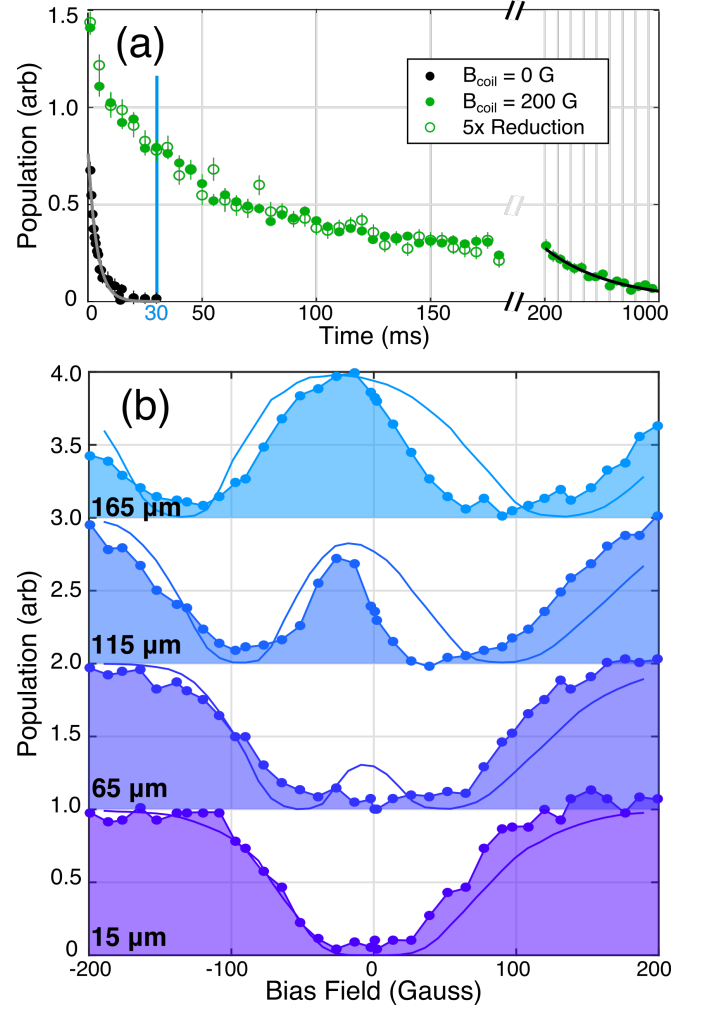 1.5
1.0
0.5
0
Population (arb)
(a)
B_coil = 0 G
B_coil = 200 G
5x Reduction
0 30 50 100 150 200 1000
Time (ms)
(b)
4.0
3.5
3.0
2.5
2.0
1.5
1.0
0.5
0
Population (arb)
165 µm
115 µm
65 µm
15 µm
-200 -100 0 100 200
Bias Field (Gauss)